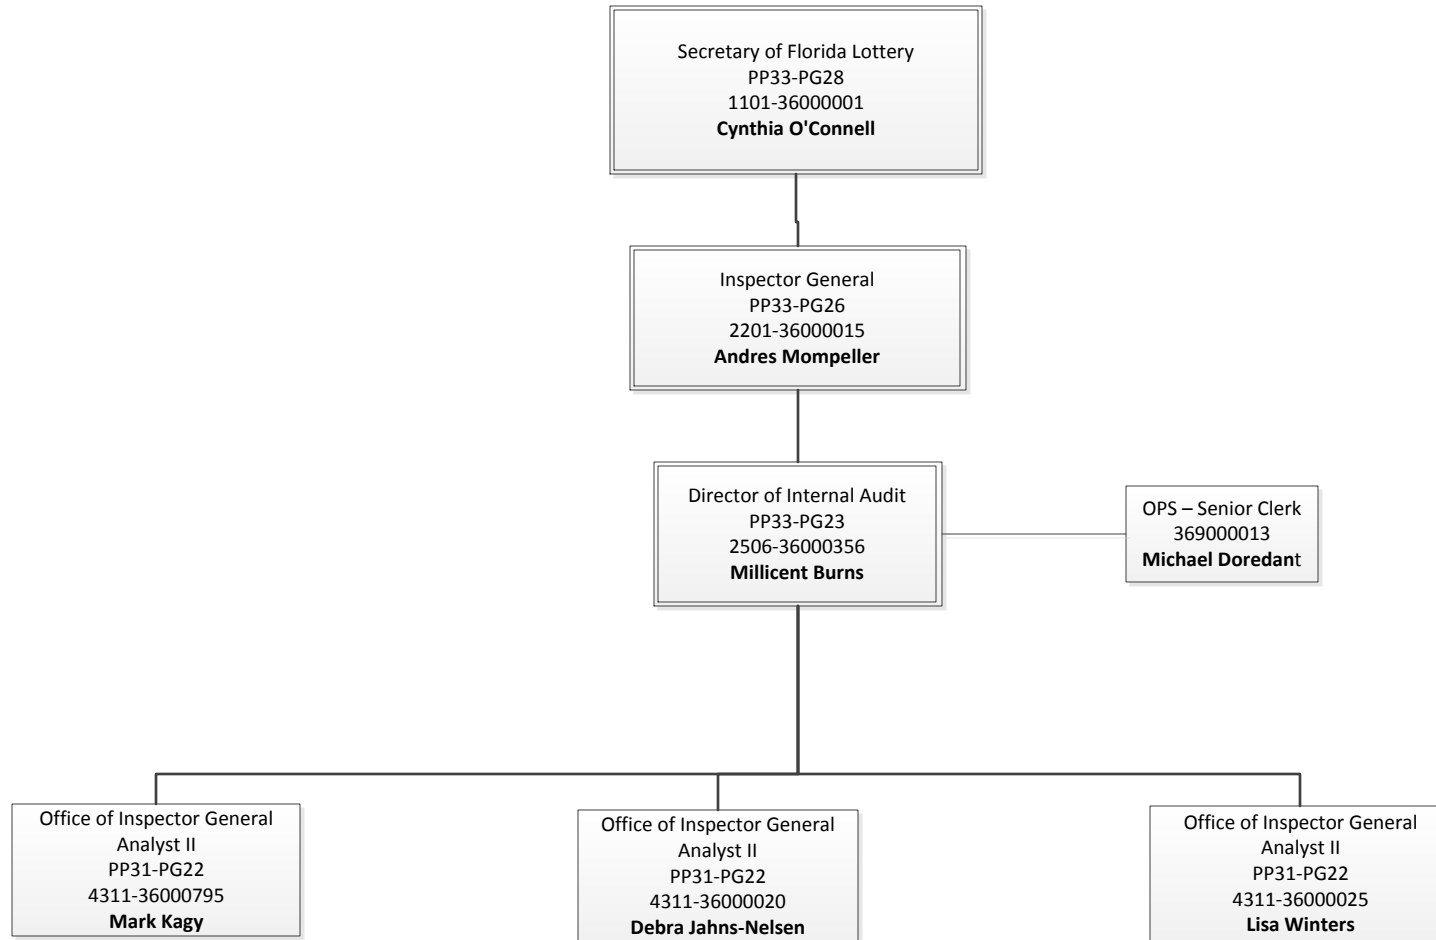 Secretary of Florida Lottery
PP33-PG28
1101-36000001
Cynthia O'Connell
Inspector General
PP33-PG26
2201-36000015
Andres Mompeller
Director of Internal Audit
PP33-PG23
2506-36000356
Millicent Burns
OPS – Senior Clerk
369000013
Michael Doredant
Office of Inspector General
Analyst II
PP31-PG22
4311-36000795
Mark Kagy
Office of Inspector General
Analyst II
PP31-PG22
4311-36000020
Debra Jahns-Nelsen
Office of Inspector General
Analyst II
PP31-PG22
4311-36000025
Lisa Winters